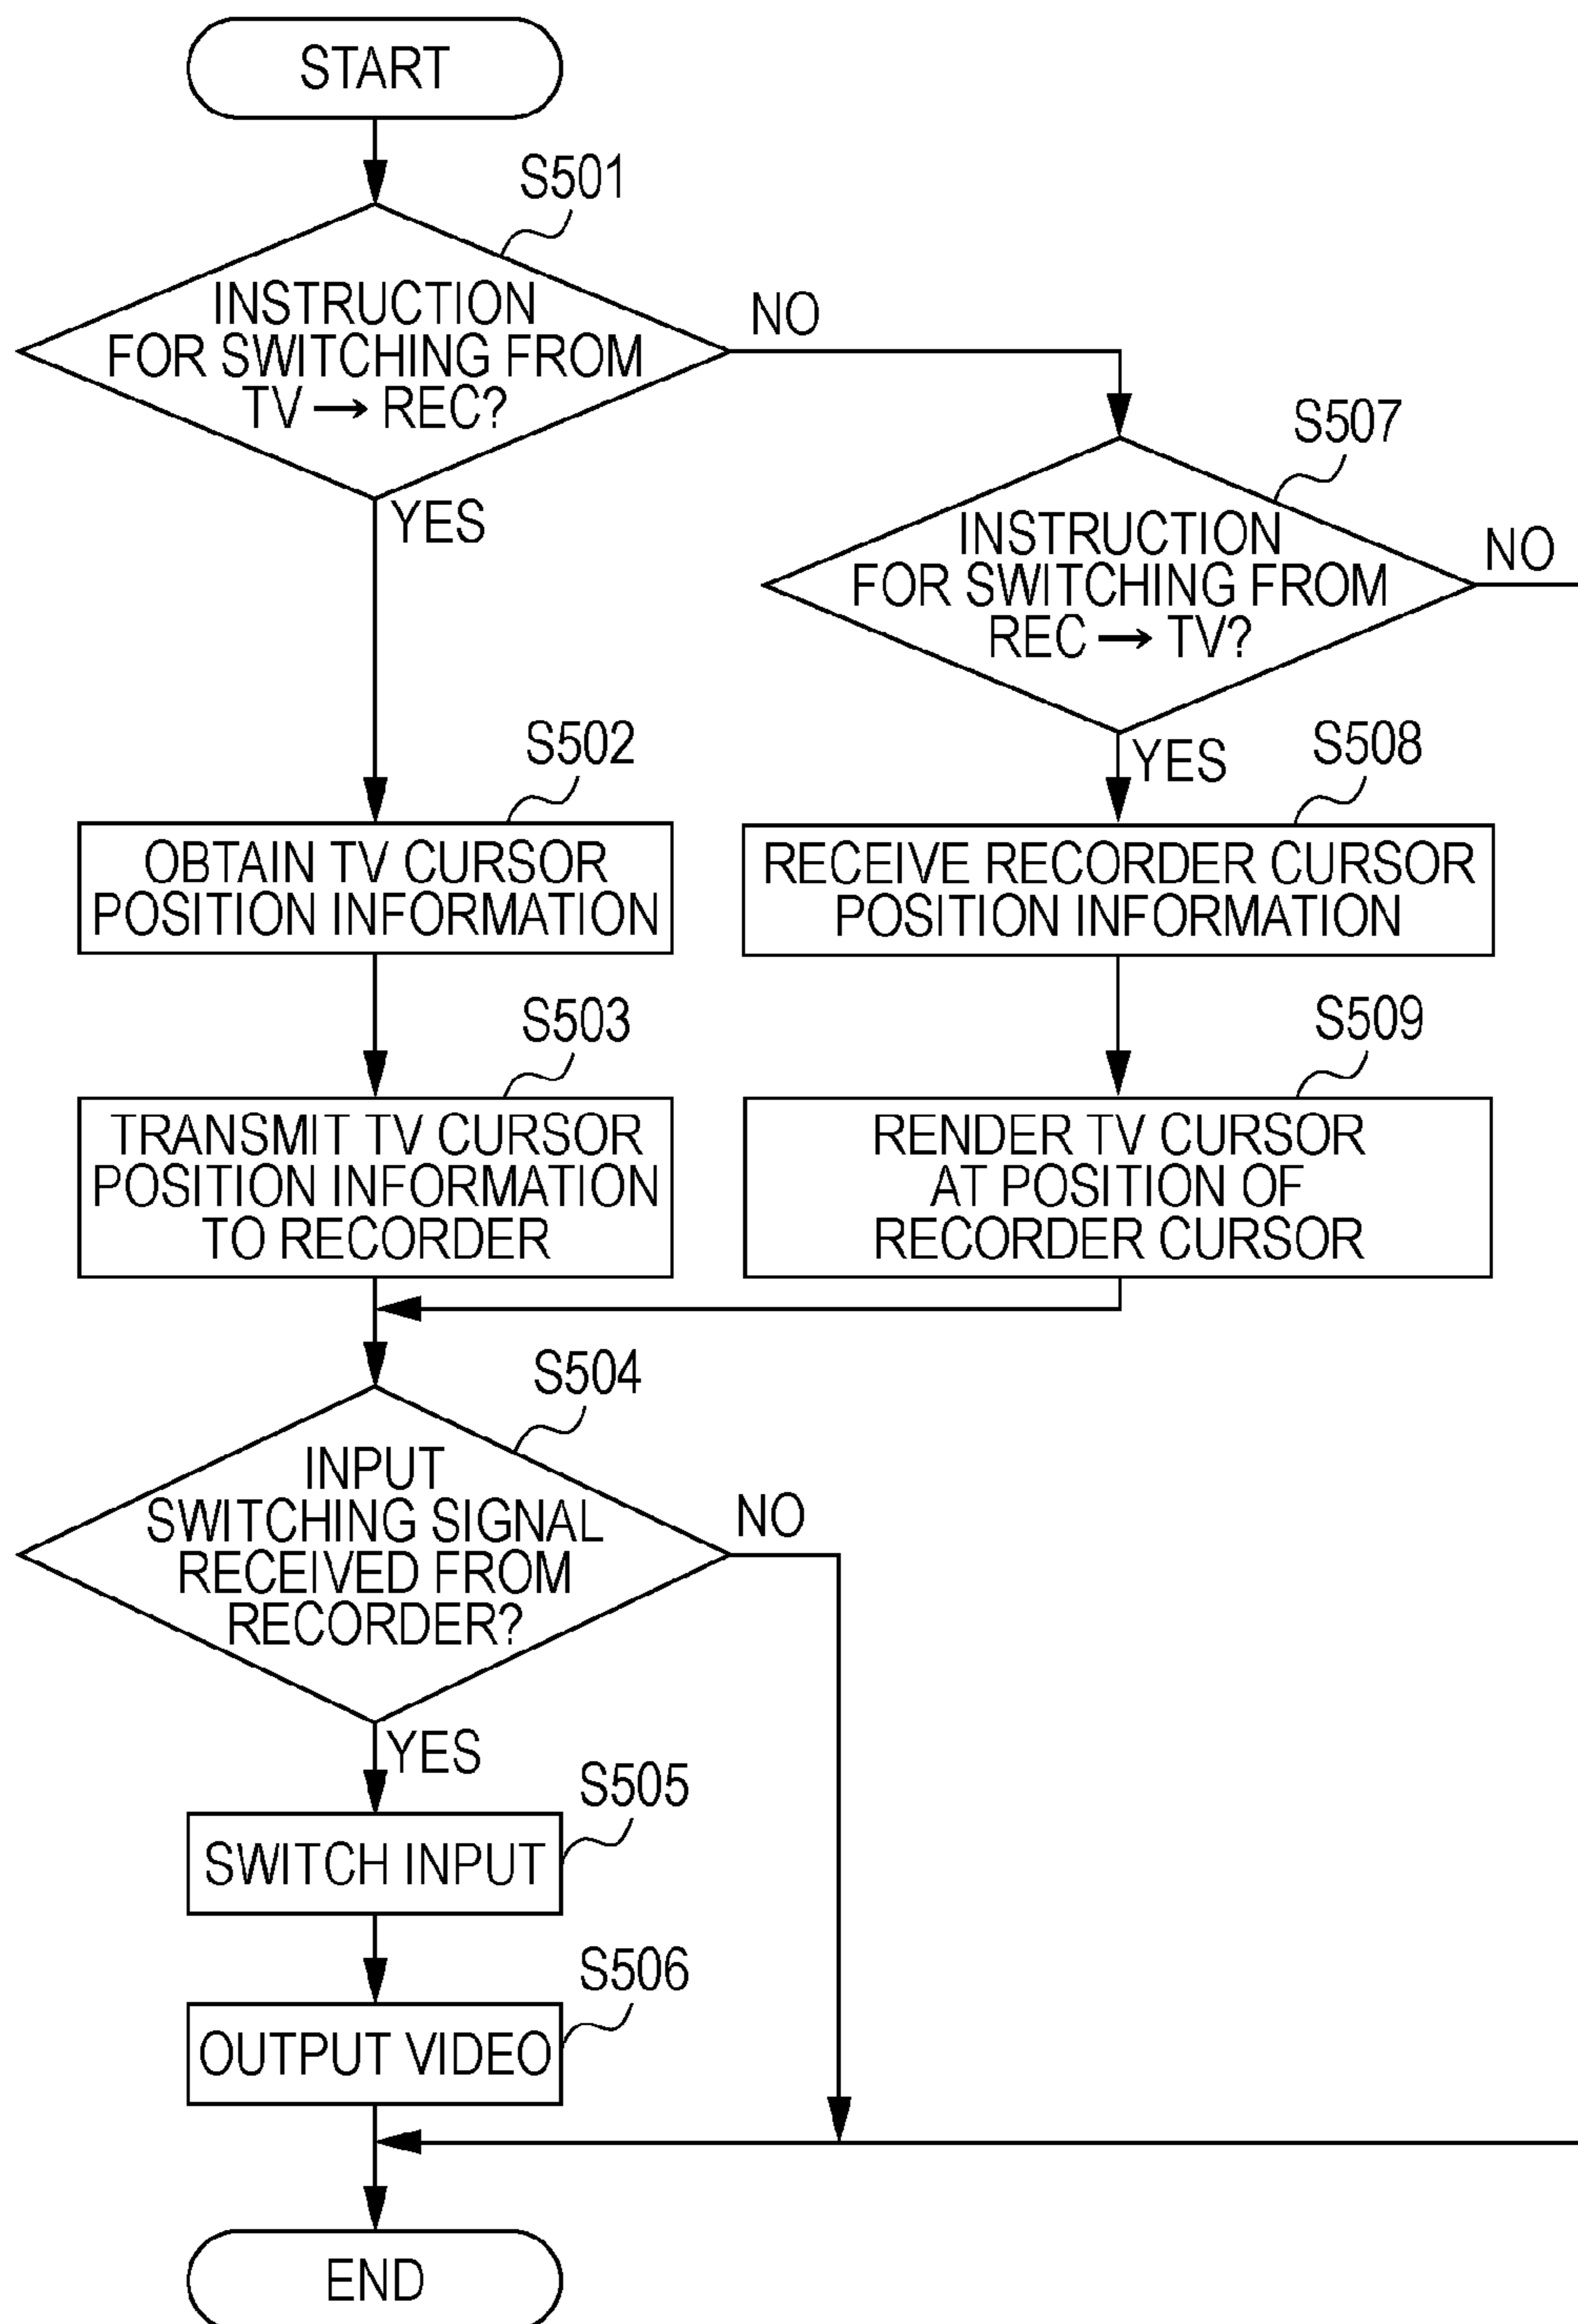 START
S501
INSTRUCTION
FOR SWITCHING FROM
TV → REC?
NO
YES
S507
INSTRUCTION
FOR SWITCHING FROM
REC → TV?
NO
YES
S502
OBTAIN TV CURSOR
POSITION INFORMATION
S508
RECEIVE RECORDER CURSOR
POSITION INFORMATION
S503
TRANSMIT TV CURSOR
POSITION INFORMATION
TO RECORDER
S509
RENDER TV CURSOR
AT POSITION OF
RECORDER CURSOR
S504
INPUT
SWITCHING SIGNAL
RECEIVED FROM
RECORDER?
NO
YES
S505
SWITCH INPUT
S506
OUTPUT VIDEO
END